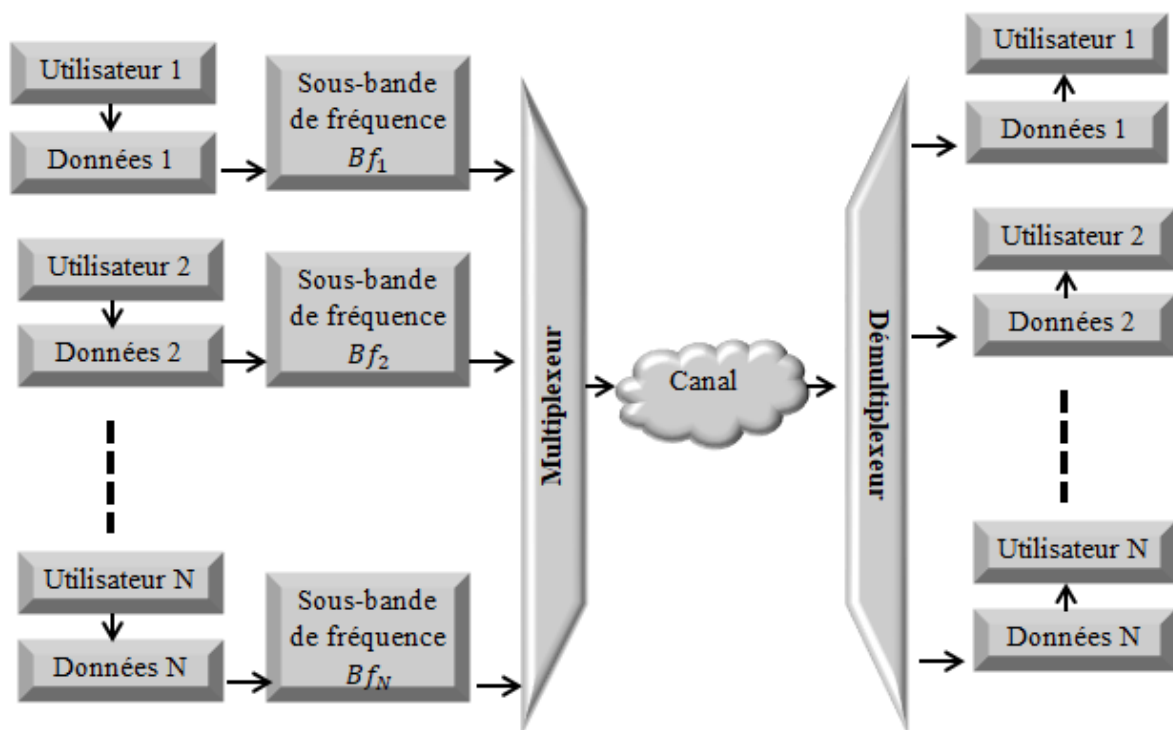 Utilisateur 1
Données 1
Sous-bande
de fréquence
Bf₁
Utilisateur 2
Données 2
Sous-bande
de fréquence
Bf₂
Utilisateur N
Données N
Sous-bande
de fréquence
Bf_N
Multiplexeur
Canal
Démultiplexeur
Utilisateur 1
Données 1
Utilisateur 2
Données 2
Utilisateur N
Données N